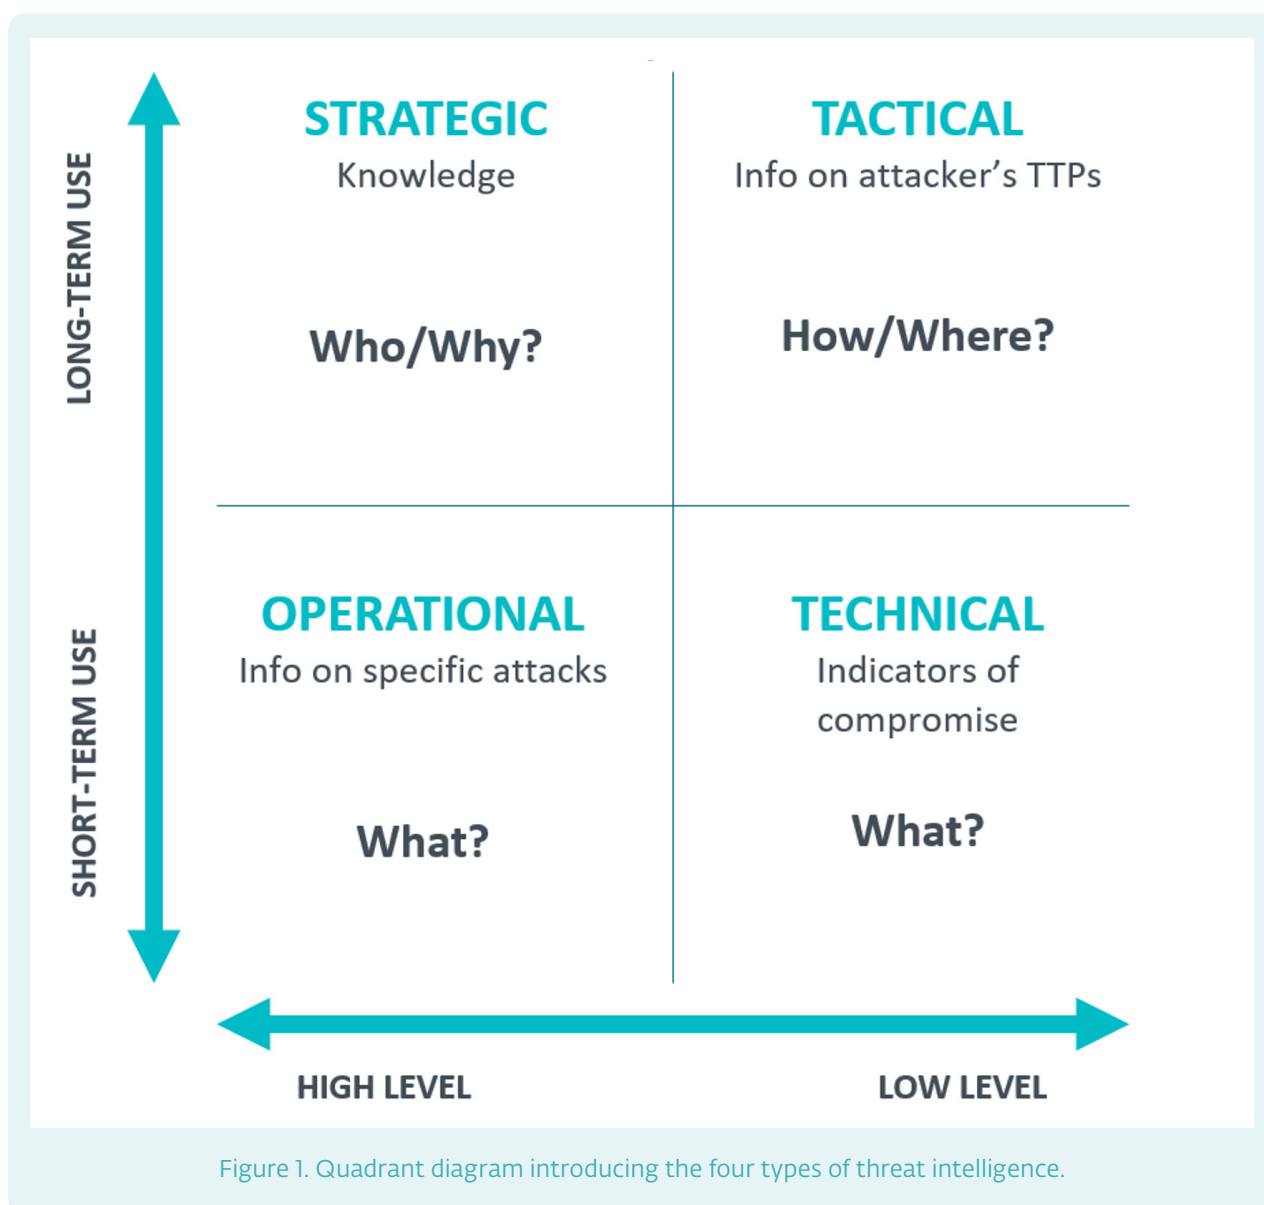 LONG-TERM USE
STRATEGIC
Knowledge
Who/Why?
TACTICAL
Info on attacker’s TTPs
How/Where?
SHORT-TERM USE
OPERATIONAL
Info on specific attacks
What?
TECHNICAL
Indicators of
compromise
What?
HIGH LEVEL
LOW LEVEL
Figure 1. Quadrant diagram introducing the four types of threat intelligence.